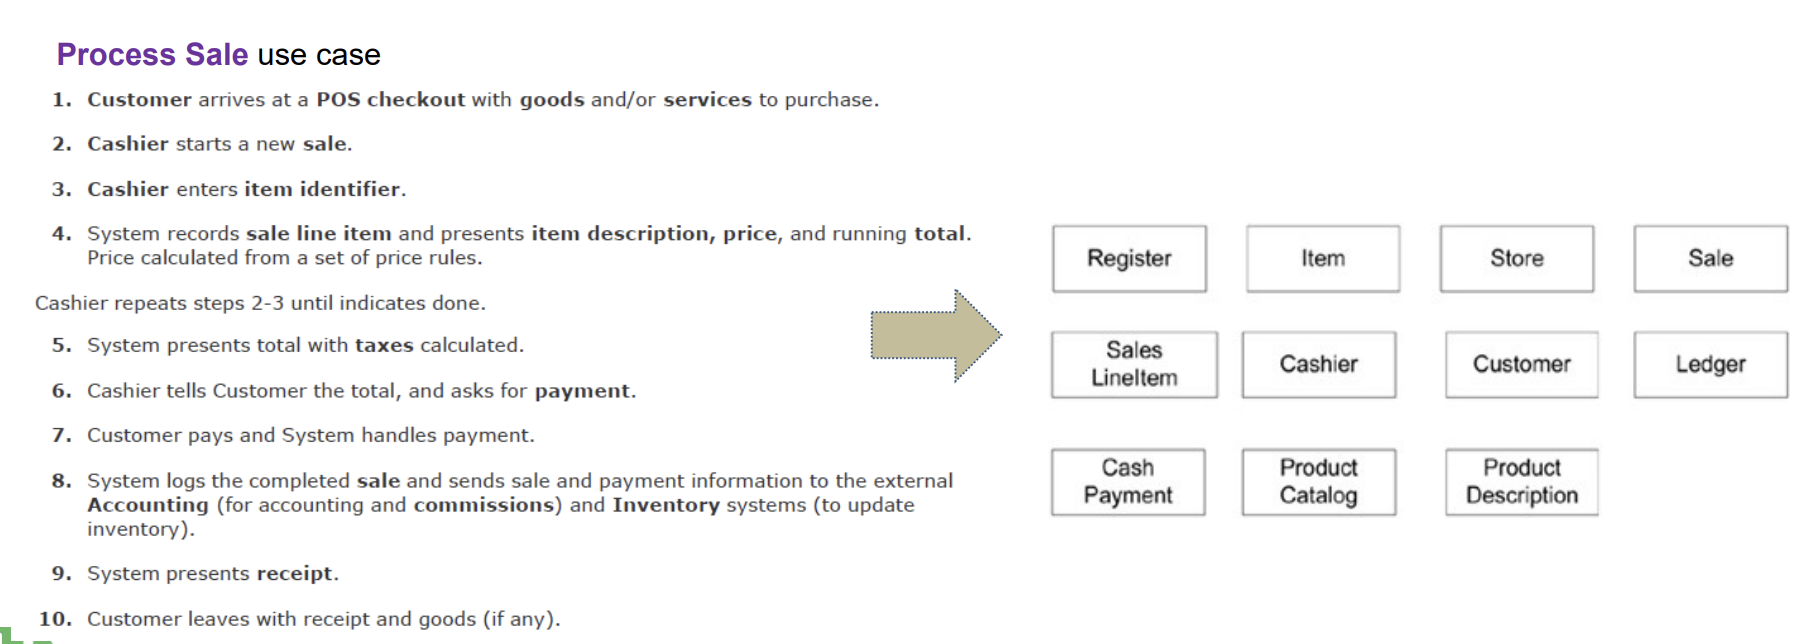 Process Sale use case
1. Customer arrives at a POS checkout with goods and/or services to purchase.
2. Cashier starts a new sale.
3. Cashier enters item identifier.
4. System records sale line item and presents item description, price, and running total.
Price calculated from a set of price rules.
Cashier repeats steps 2-3 until indicates done.
5. System presents total with taxes calculated.
6. Cashier tells Customer the total, and asks for payment.
7. Customer pays and System handles payment.
8. System logs the completed sale and sends sale and payment information to the external
Accounting (for accounting and commissions) and Inventory systems (to update
inventory).
9. System presents receipt.
10. Customer leaves with receipt and goods (if any).
Register
Item
Store
Sale
Sales
LineItem
Cashier
Customer
Ledger
Cash
Payment
Product
Catalog
Product
Description